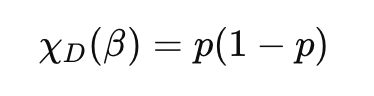 χ_D(β) = p(1 − p)